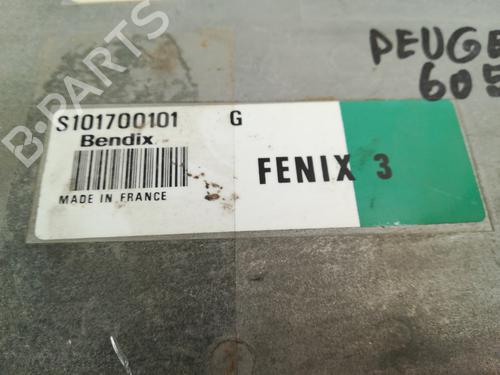 PEUGE
605
S101700101 G
Bendix
FENIX 3
MADE IN FRANCE
B-PARTS